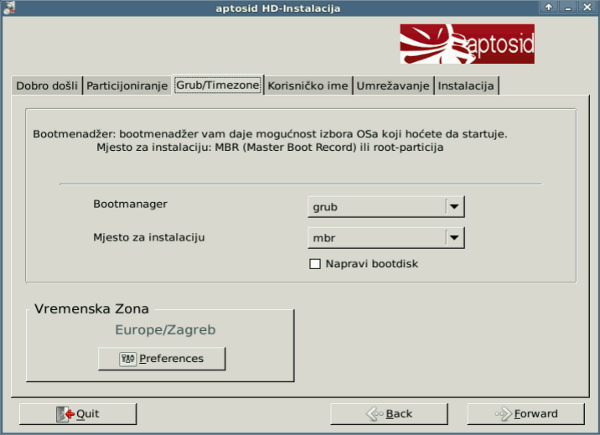 aptosid HD-Instalacija
aptosid
Dobro došli Particijoniranje Grub/Timezone Korisničko ime Umrežavanje Instalacija
Bootmenadžer: bootmenadžer vam daje mogućnost izbora OSa koji hoćete da startuje.
Mjesto za instalaciju: MBR (Master Boot Record) ili root-particija
Bootmanager grub
Mjesto za instalaciju mbr
Napravi bootdisk
Vremenska Zona
Europe/Zagreb
Preferences
Quit Back Forward